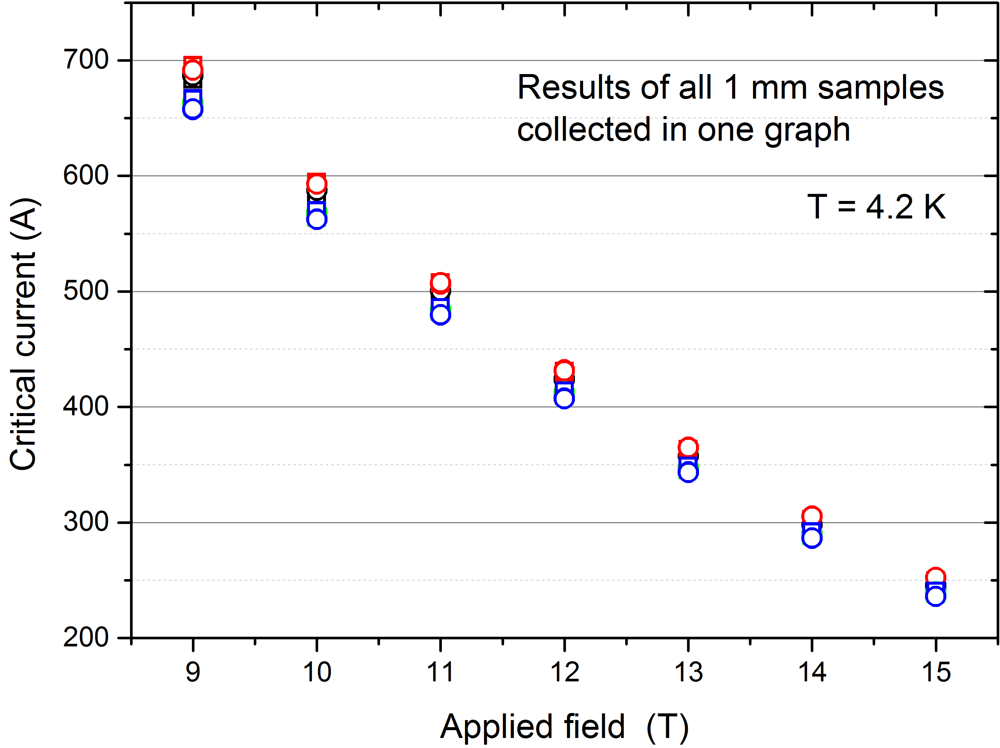 700
600
500
400
300
200
Critical current (A)
Results of all 1 mm samples
collected in one graph
T = 4.2 K
9 10 11 12 13 14 15
Applied field (T)